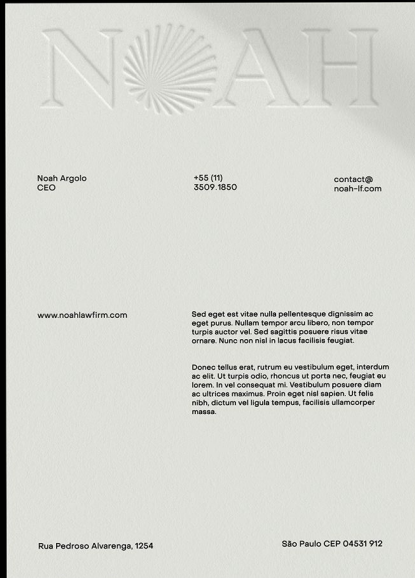 NOAH
Noah Argolo
CEO
+55 (11)
3509.1850
contact@
noah-lf.com
www.noahlawfirm.com
Sed eget est vitae nulla pellentesque dignissim ac
eget purus. Nullam tempor arcu libero, non tempor
turpis auctor vel. Sed sagittis posuere risus vitae
ornare. Nunc non nisl in lacus facilisis feugiat.
Donec tellus erat, rutrum eu vestibulum eget, interdum
ac elit. Ut turpis odio, rhoncus ut porta nec, feugiat eu
lorem. In vel consequat mi. Vestibulum posuere diam
ac ultrices maximus. Proin eget nisl sapien. Ut felis
nibh, dictum vel ligula tempus, facilisis ullamcorper
massa.
Rua Pedroso Alvarenga, 1254
São Paulo CEP 04531 912